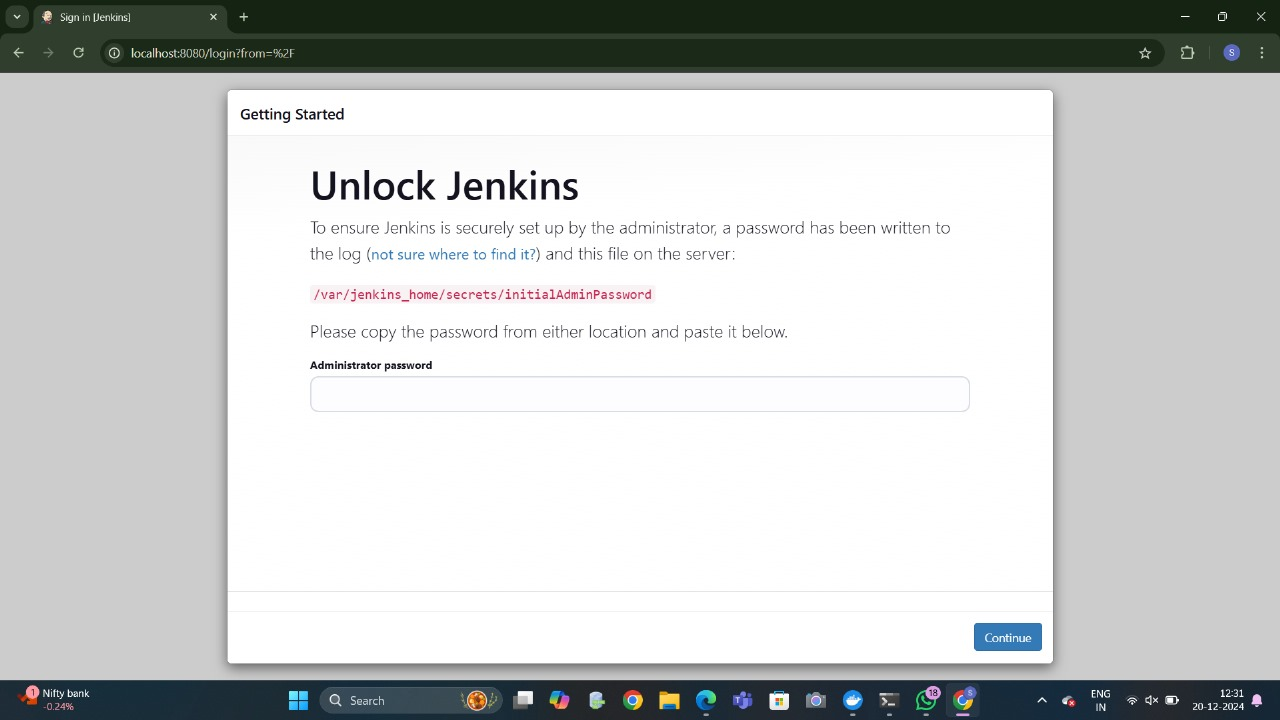 Sign in [Jenkins]
localhost:8080/login?from=%2F
S
Getting Started
Unlock Jenkins
To ensure Jenkins is securely set up by the administrator, a password has been written to
the log (not sure where to find it?) and this file on the server:
/var/jenkins_home/secrets/initialAdminPassword
Please copy the password from either location and paste it below.
Administrator password
Continue
1
Nifty bank
-0.24%
Search
18
S
ENG
IN
12:31
20-12-2024